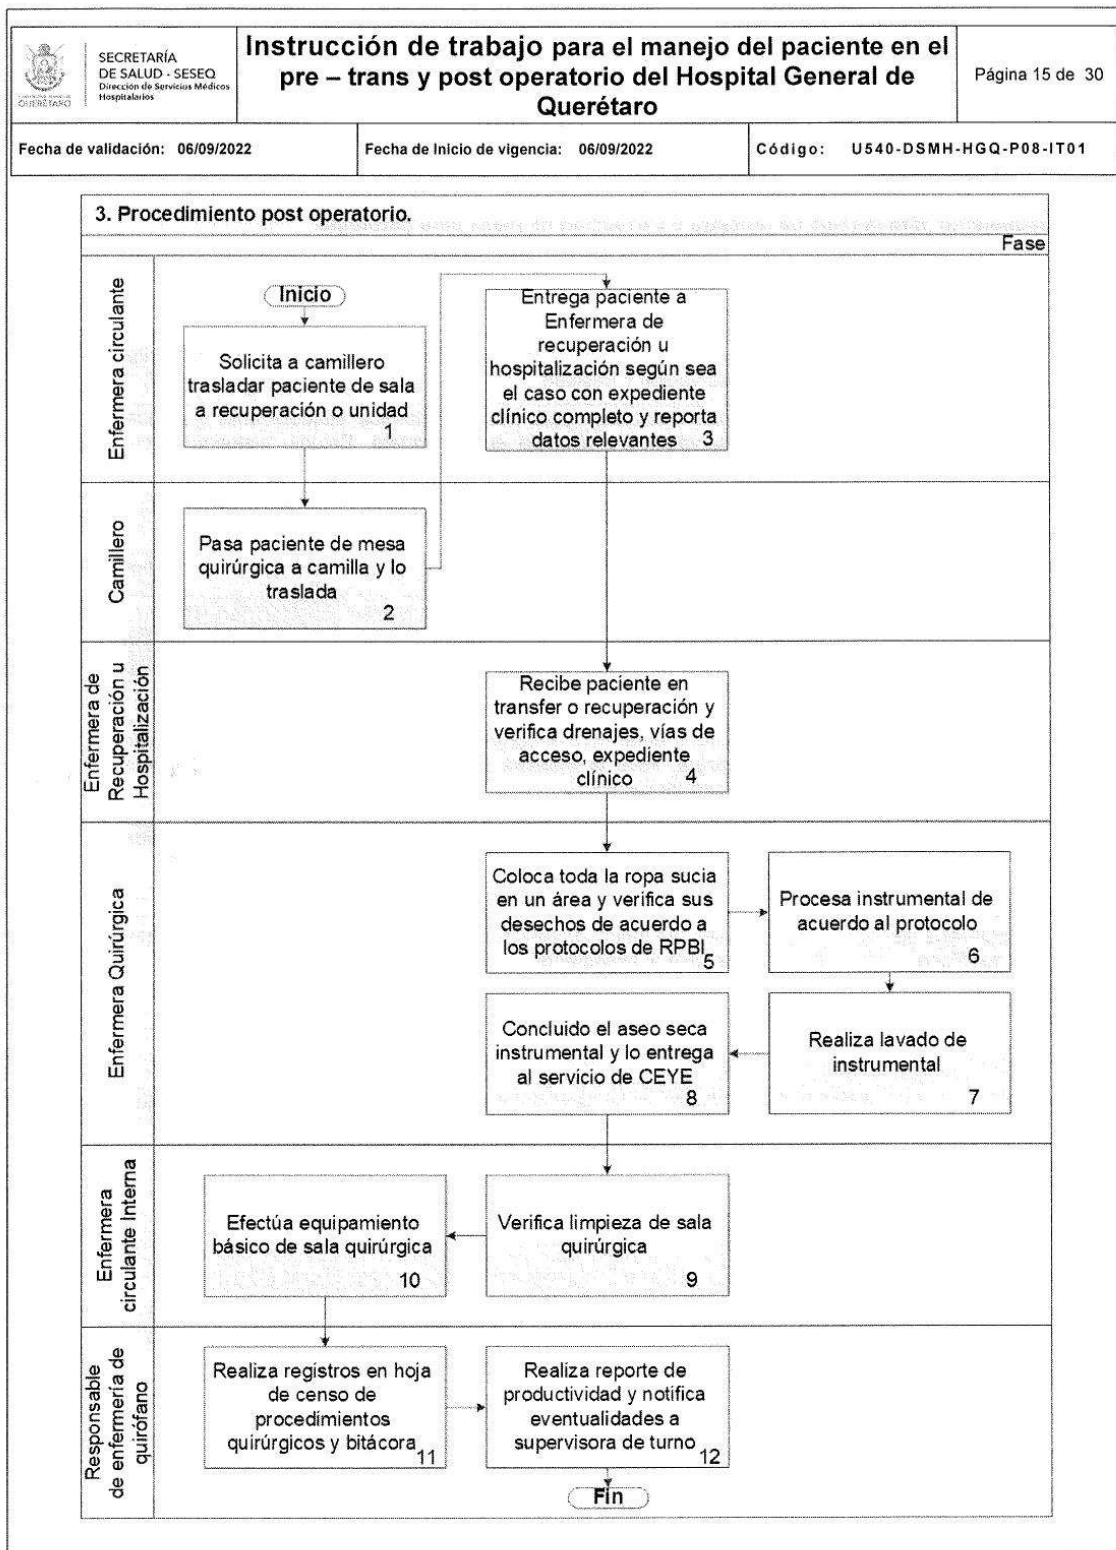 SECRETARÍA
DE SALUD - SESEQ
Dirección de Servicios Médicos
Hospitalarios
QUERÉTARO
Instrucción de trabajo para el manejo del paciente en el
pre – trans y post operatorio del Hospital General de
Querétaro
Página 15 de 30
Fecha de validación: 06/09/2022
Fecha de Inicio de vigencia: 06/09/2022
Código: U540-DSMH-HGQ-P08-IT01
3. Procedimiento post operatorio.
Fase
Enfermera circulante
Inicio
Solicita a camillero
trasladar paciente de sala
a recuperación o unidad
1
Entrega paciente a
Enfermera de
recuperación u
hospitalización según sea
el caso con expediente
clínico completo y reporta
datos relevantes 3
Camillero
Pasa paciente de mesa
quirúrgica a camilla y lo
traslada
2
Enfermera de
Recuperación u
Hospitalización
Recibe paciente en
transfer o recuperación y
verifica drenajes, vías de
acceso, expediente
clínico 4
Enfermera Quirúrgica
Coloca toda la ropa sucia
en un área y verifica sus
desechos de acuerdo a
los protocolos de RPBI
5
Procesa instrumental de
acuerdo al protocolo
6
Realiza lavado de
instrumental
7
Concluido el aseo seca
instrumental y lo entrega
al servicio de CEYE
8
Enfermera
circulante Interna
Verifica limpieza de sala
quirúrgica
9
Efectúa equipamiento
básico de sala quirúrgica
10
Responsable
de enfermería de
quirófano
Realiza registros en hoja
de censo de
procedimientos
quirúrgicos y bitácora
11
Realiza reporte de
productividad y notifica
eventualidades a
supervisora de turno
12
Fin